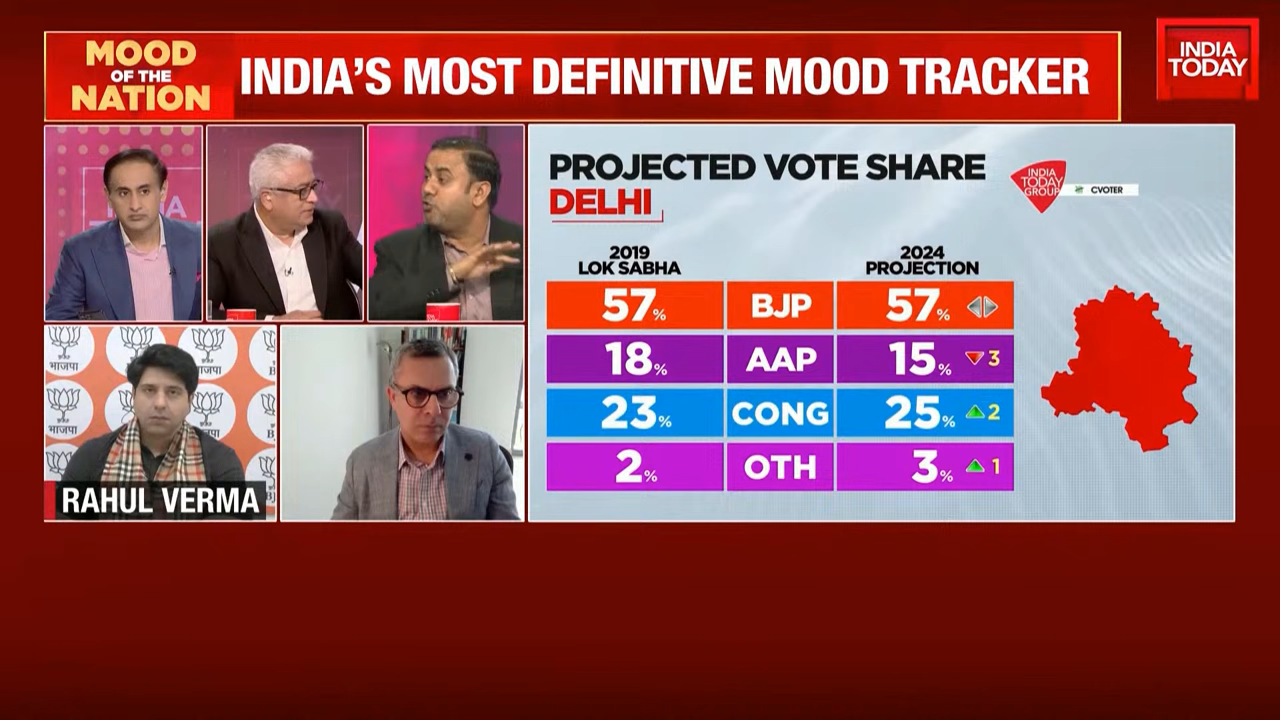 MOOD
OF THE
NATION
INDIA'S MOST DEFINITIVE MOOD TRACKER
INDIA
TODAY
PROJECTED VOTE SHARE
DELHI
INDIA
TODAY
GROUP
CVOTER
2019
LOK SABHA
2024
PROJECTION
57% BJP 57%
18% AAP 15% 3
23% CONG 25% 2
2% OTH 3% 1
भाजपा
भाजपा
भाजपा
RAHUL VERMA